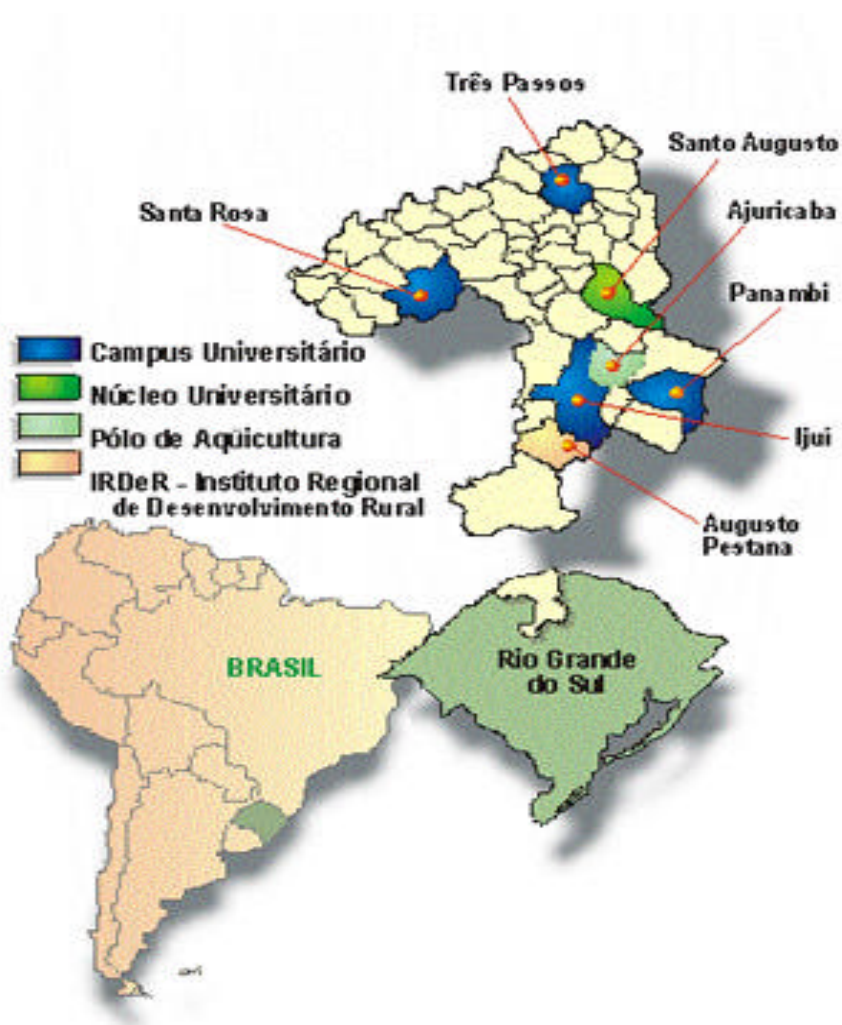 Três Passos
Santo Augusto
Ajuricaba
Santa Rosa
Panambi
Campus Universitário
Núcleo Universitário
Pólo de Aqüicultura
IRDeR - Instituto Regional
de Desenvolvimento Rural
Ijuí
Augusto
Pestana
BRASIL
Rio Grande
do Sul